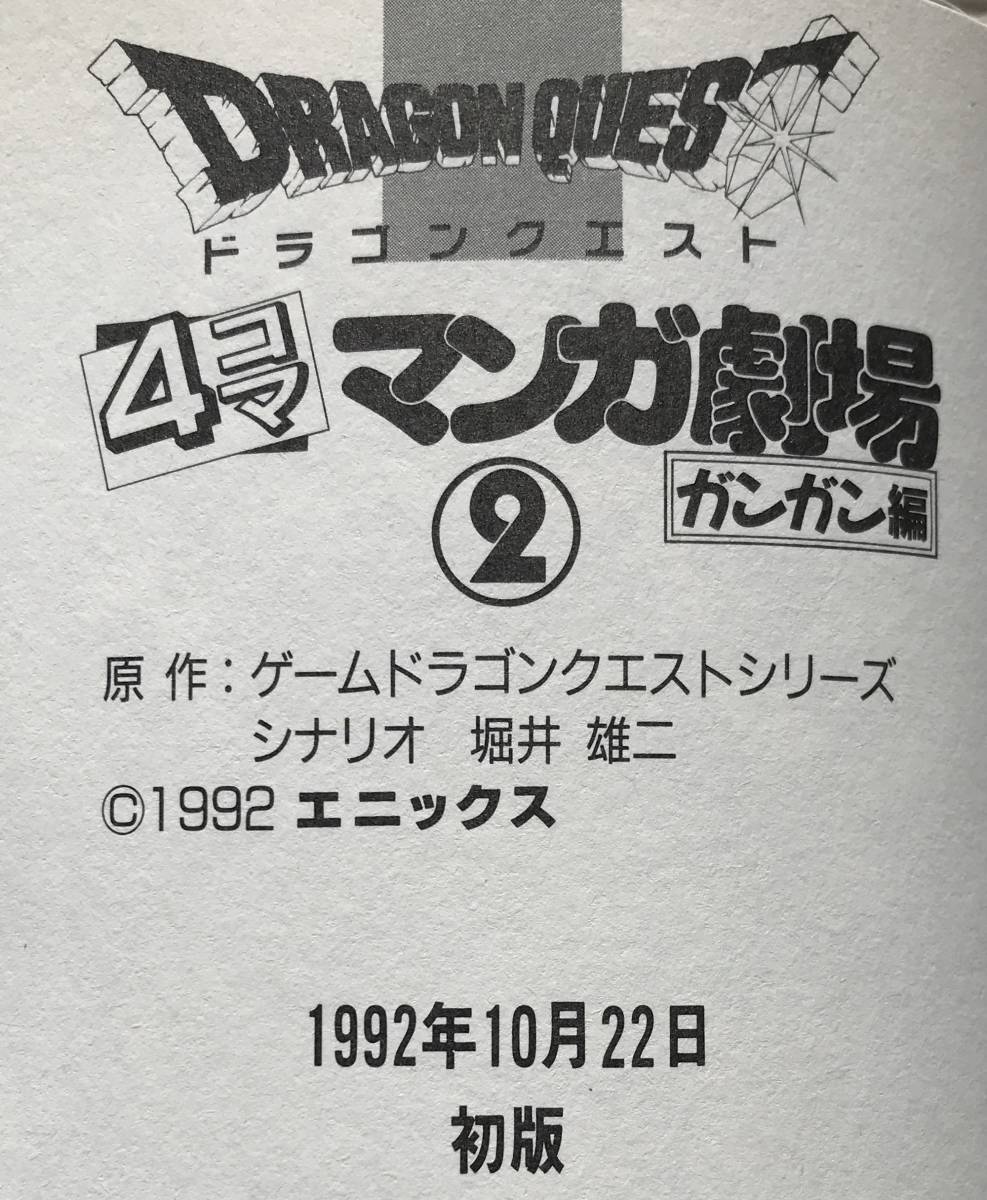 DRAGON QUEST
ドラゴンクエスト
4コママンガ劇場
② ガンガン編
原作：ゲームドラゴンクエストシリーズ
シナリオ 堀井 雄二
©1992 エニックス
1992年10月22日
初版